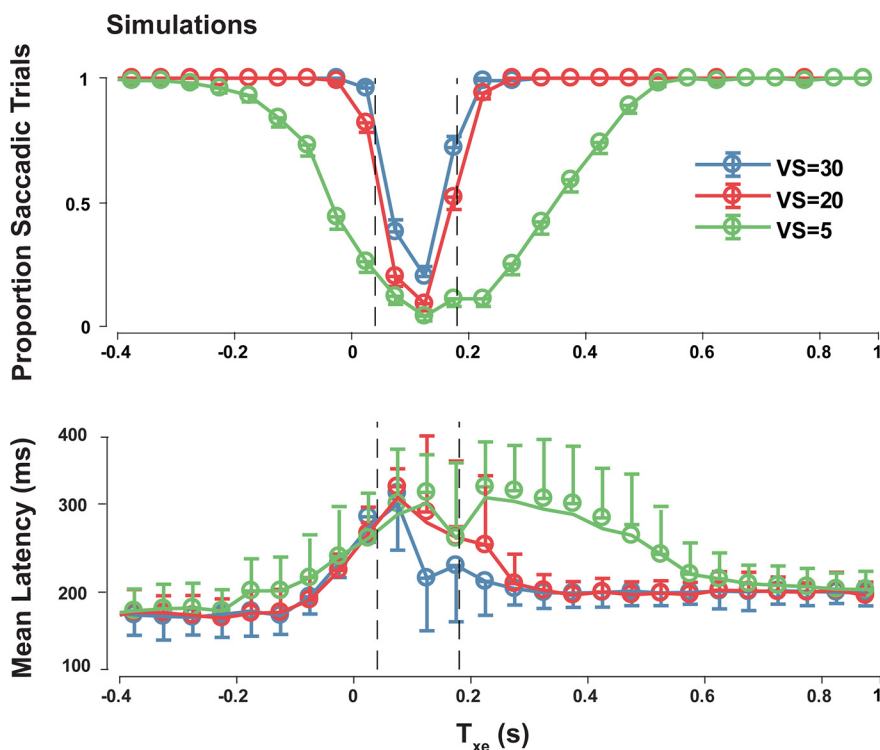 Simulations
Proportion Saccadic Trials
1
0.5
0
VS=30
VS=20
VS=5
-0.4 -0.2 0 0.2 0.4 0.6 0.8 1
Mean Latency (ms)
400
300
200
100
-0.4 -0.2 0 0.2 0.4 0.6 0.8 1
Txe (s)